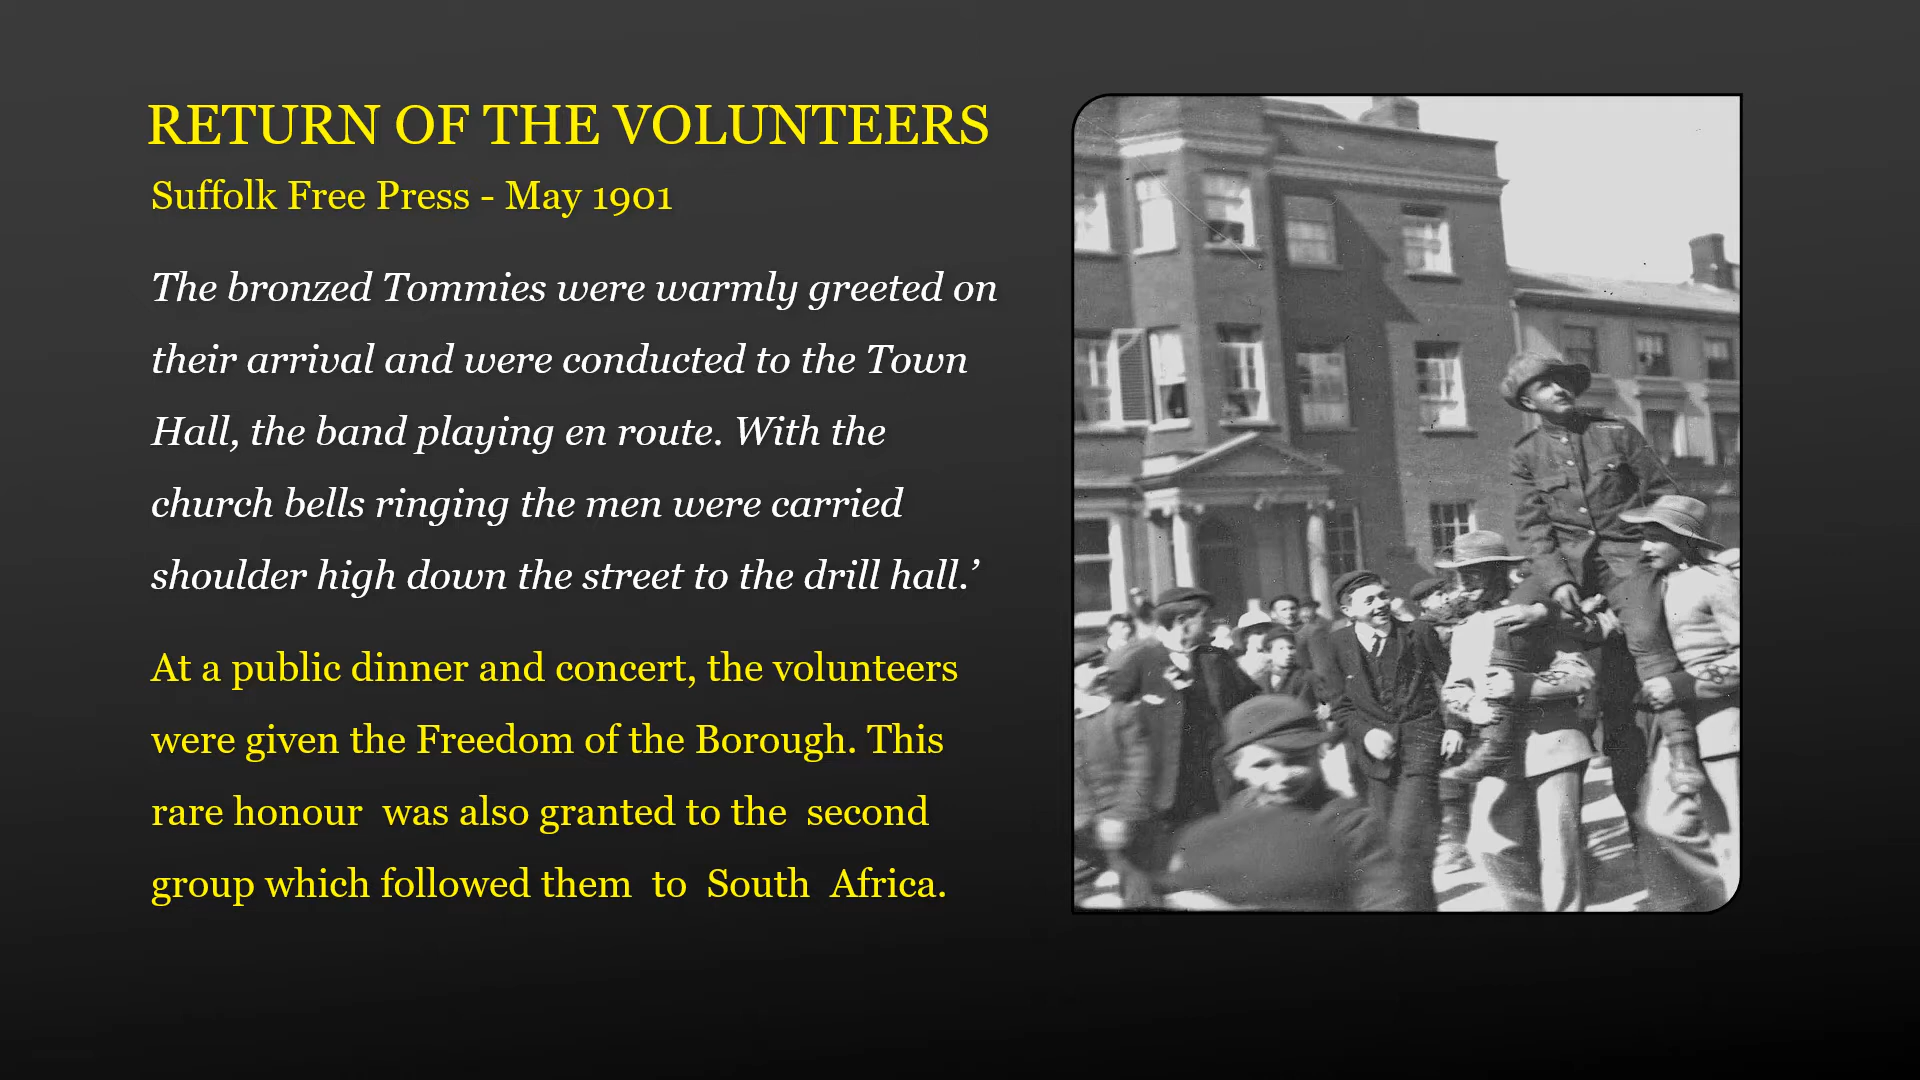 RETURN OF THE VOLUNTEERS
Suffolk Free Press - May 1901
The bronzed Tommies were warmly greeted on
their arrival and were conducted to the Town
Hall, the band playing en route. With the
church bells ringing the men were carried
shoulder high down the street to the drill hall.’
At a public dinner and concert, the volunteers
were given the Freedom of the Borough. This
rare honour was also granted to the second
group which followed them to South Africa.